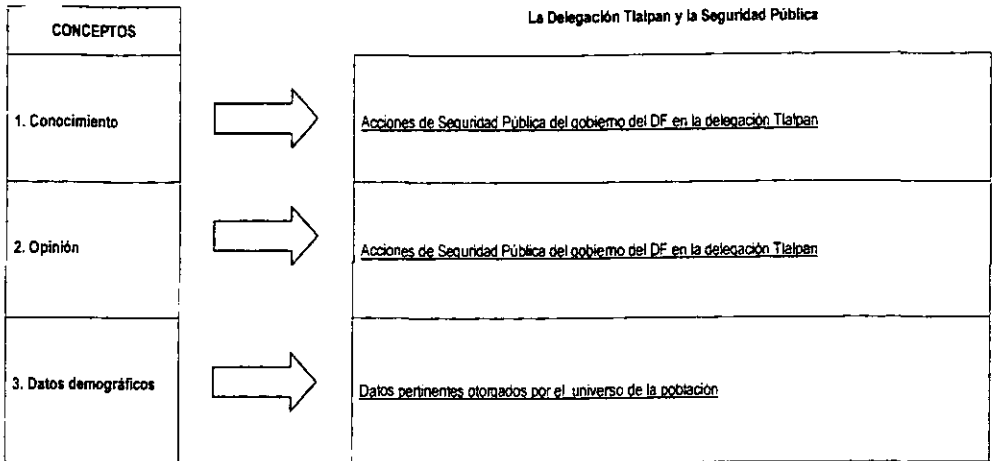 La Delegación Tlalpan y la Seguridad Pública
CONCEPTOS
1. Conocimiento
Acciones de Seguridad Pública del gobierno del DF en la delegación Tlalpan
2. Opinión
Acciones de Seguridad Pública del gobierno del DF en la delegación Tlalpan
3. Datos demográficos
Datos pertinentes otorgados por el universo de la población